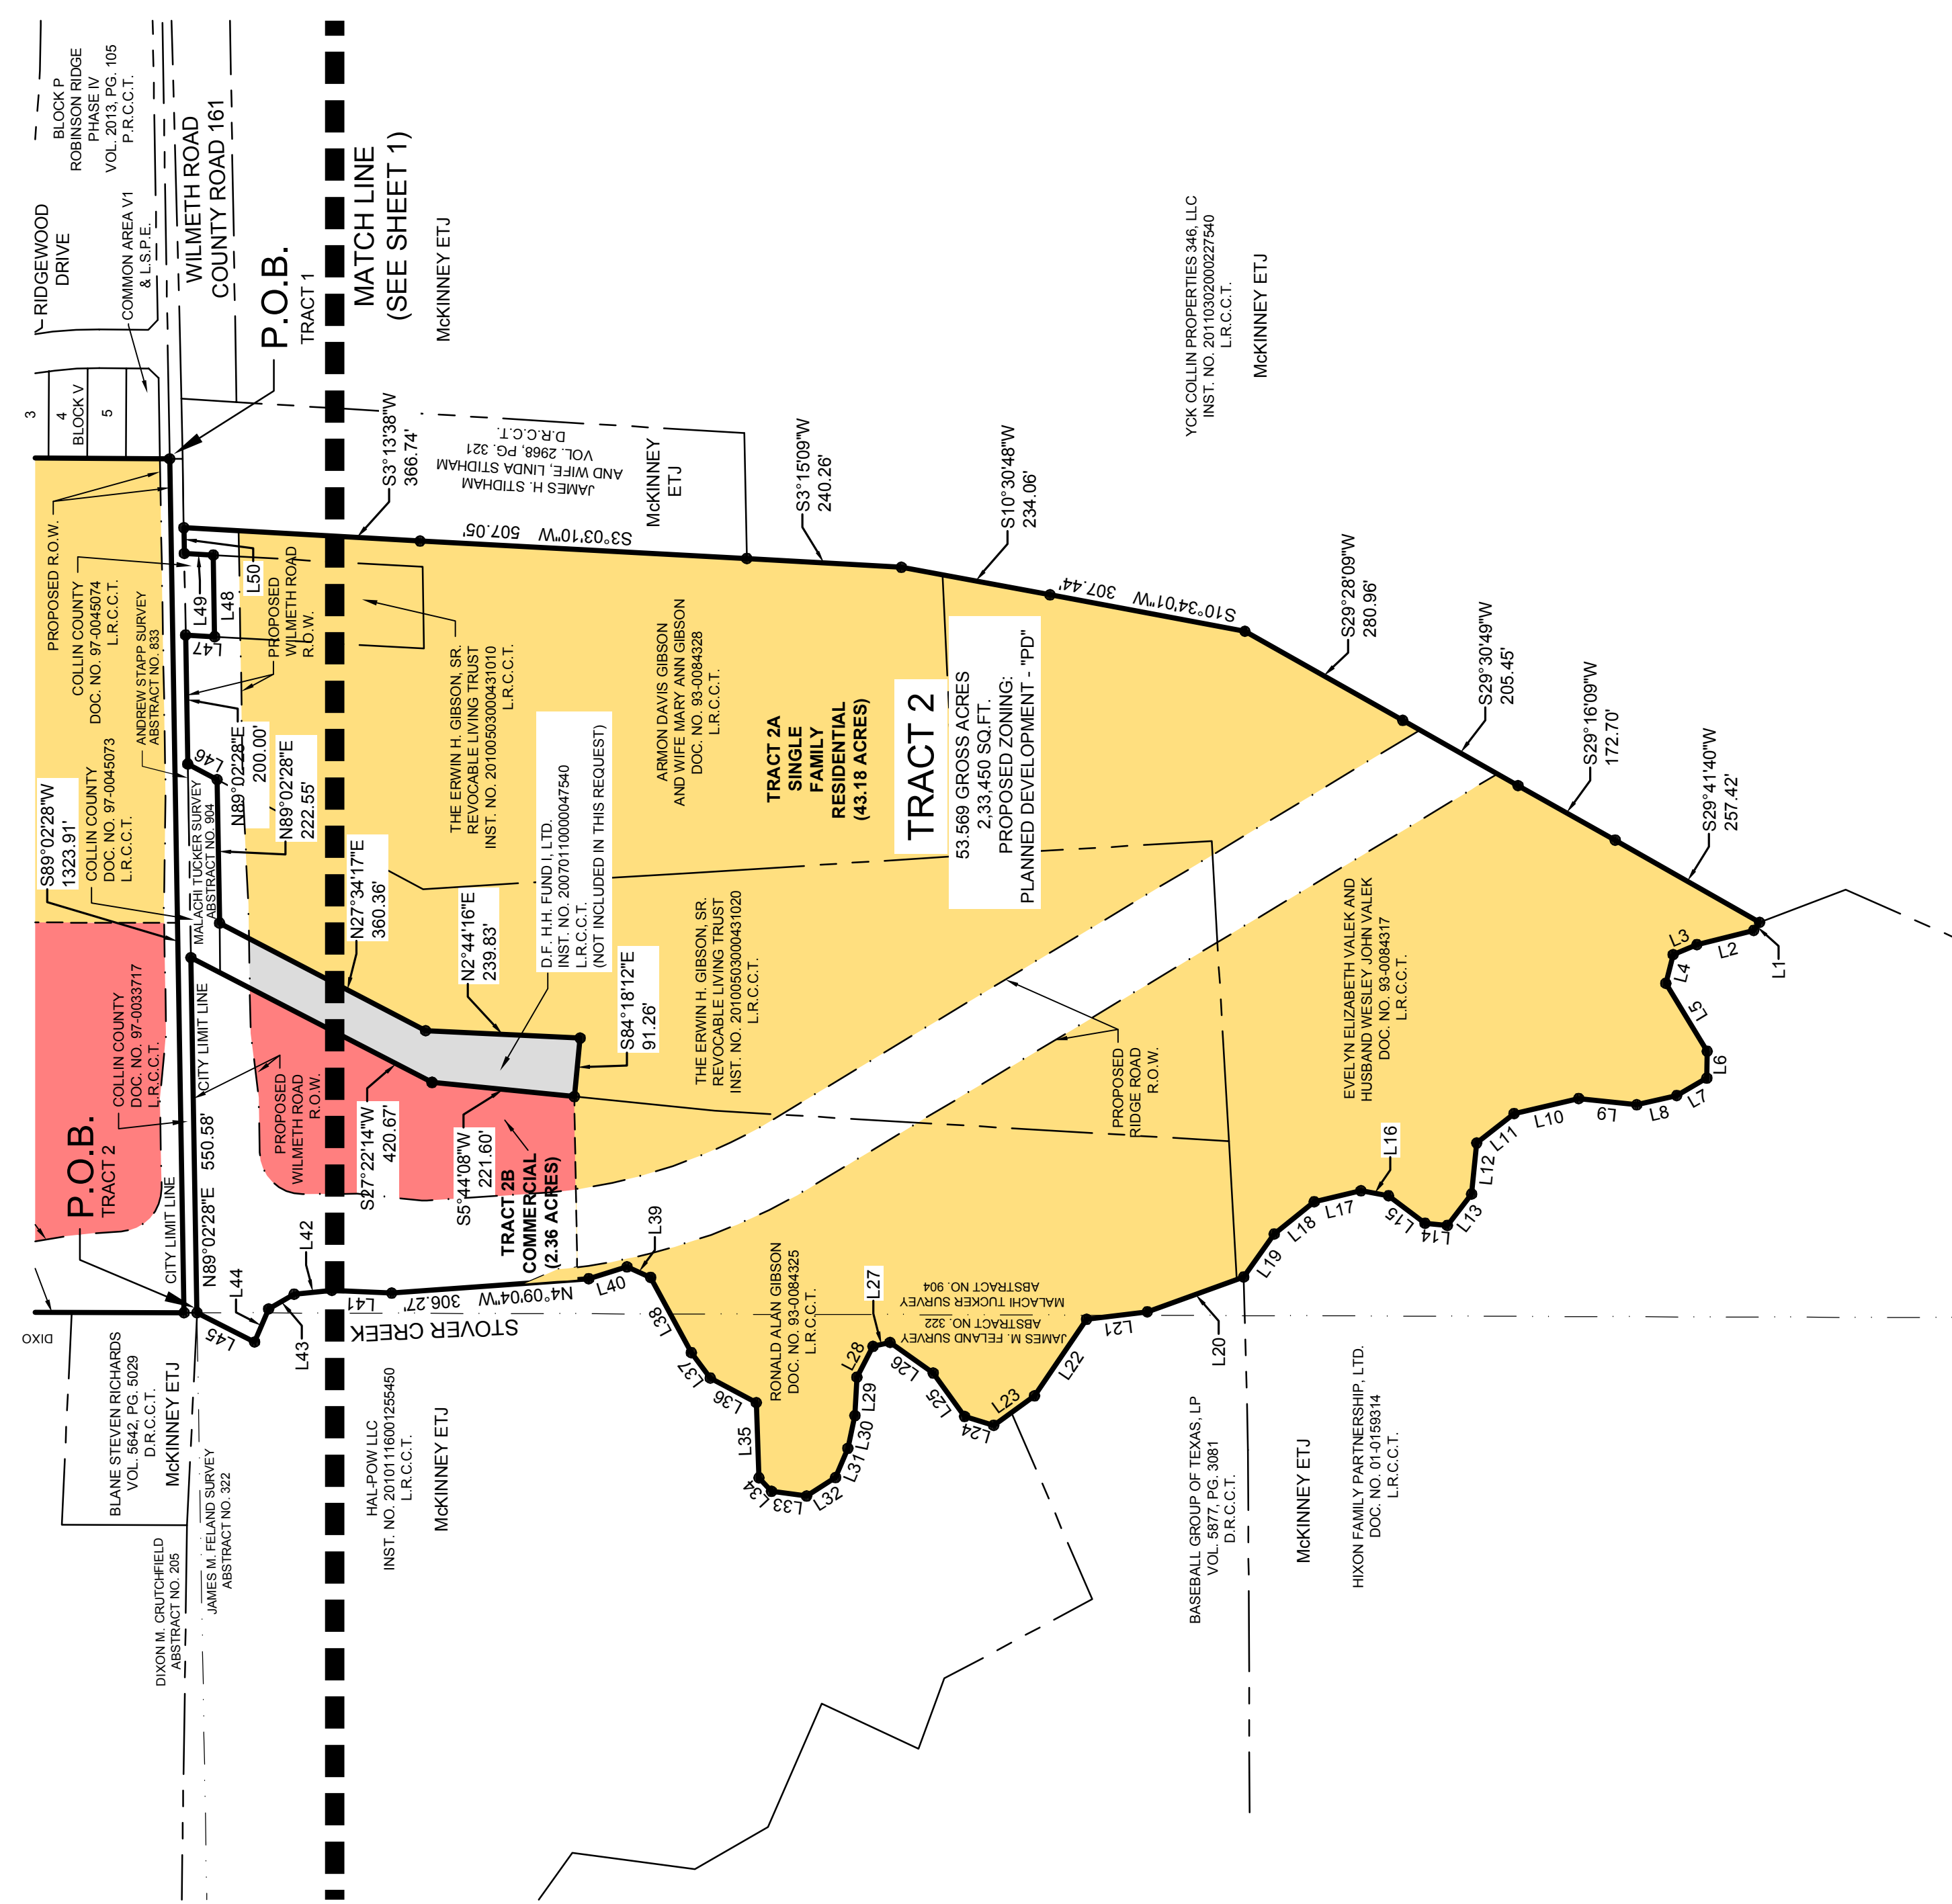 BLOCK P
ROBINSON RIDGE
PHASE IV
VOL. 2013, PG. 105
P.R.C.C.T.
RIDGEWOOD
DRIVE
COMMON AREA V1
& L.S.P.E.
WILMETH ROAD
COUNTY ROAD 161
P.O.B.
TRACT 1
MATCH LINE
(SEE SHEET 1)
McKINNEY ETJ
3
4
BLOCK V
5
YCK COLLIN PROPERTIES 346, LLC
INST. NO. 20110302000227540
L.R.C.C.T.
McKINNEY ETJ
S3°13'38"W
366.74'
JAMES H. STIDHAM
AND WIFE, LINDA STIDHAM
VOL. 2968, PG. 321
D.R.C.C.T.
McKINNEY
ETJ
S3°03'10"W 507.05'
S3°15'09"W
240.26'
S10°30'48"W
234.06'
S10°34'01"W 307.44'
S29°28'09"W
280.96'
S29°30'49"W
205.45'
S29°16'09"W
172.70'
S29°41'40"W
257.42'
PROPOSED R.O.W.
COLLIN COUNTY
DOC. NO. 97-0045074
L.R.C.C.T.
ANDREW STAPP SURVEY
ABSTRACT NO. 833
L49
L48
L50
L47
PROPOSED
WILMETH ROAD
R.O.W.
S89°02'28"W
1323.91'
COLLIN COUNTY
DOC. NO. 97-0045073
L.R.C.C.T.
MALACHI TUCKER SURVEY
ABSTRACT NO. 904
L46
N89°02'28"E
200.00'
N89°02'28"E
222.55'
THE ERWIN H. GIBSON, SR.
REVOCABLE LIVING TRUST
INST. NO. 20100503000431010
L.R.C.C.T.
ARMON DAVIS GIBSON
AND WIFE MARY ANN GIBSON
DOC. NO. 93-0084328
L.R.C.C.T.
TRACT 2A
SINGLE
FAMILY
RESIDENTIAL
(43.18 ACRES)
TRACT 2
53.569 GROSS ACRES
2,33,450 SQ.FT.
PROPOSED ZONING:
PLANNED DEVELOPMENT - "PD"
N27°34'17"E
360.36'
N2°44'16"E
239.83'
D.F. H.H. FUND I, LTD.
INST. NO. 20070110000047540
L.R.C.C.T.
(NOT INCLUDED IN THIS REQUEST)
S84°18'12"E
91.26'
THE ERWIN H. GIBSON, SR.
REVOCABLE LIVING TRUST
INST. NO. 20100503000431020
L.R.C.C.T.
EVELYN ELIZABETH VALEK AND
HUSBAND WESLEY JOHN VALEK
DOC. NO. 93-0084317
L.R.C.C.T.
PROPOSED
RIDGE ROAD
R.O.W.
COLLIN COUNTY
DOC. NO. 97-0033717
L.R.C.C.T.
CITY LIMIT LINE
CITY LIMIT LINE
N89°02'28"E 550.58'
P.O.B.
TRACT 2
PROPOSED
WILMETH ROAD
R.O.W.
S27°22'14"W
420.67'
S5°44'08"W
221.60'
TRACT 2B
COMMERCIAL
(2.36 ACRES)
L1
L2
L3
L4
L5
L6
L7
L8
L9
L10
L11
L12
L13
L14
L15
L16
L17
L18
L19
L20
L21
L22
L23
L24
L25
L26
L27
L28
L29
L30
L31
L32
L33
L34
L35
L36
L37
L38
L39
L40
N4°09'04"W 306.27'
L41
L42
L43
L44
L45
STOVER CREEK
RONALD ALAN GIBSON
DOC. NO. 93-0084325
L.R.C.C.T.
MALACHI TUCKER SURVEY
ABSTRACT NO. 904
JAMES M. FELAND SURVEY
ABSTRACT NO. 322
DIXO
BLANE STEVEN RICHARDS
VOL. 5642, PG. 5029
D.R.C.C.T.
McKINNEY ETJ
JAMES M. FELAND SURVEY
ABSTRACT NO. 322
DIXON M. CRUTCHFIELD
ABSTRACT NO. 205
HAL-POW LLC
INST. NO. 20101116001255450
L.R.C.C.T.
McKINNEY ETJ
BASEBALL GROUP OF TEXAS, LP
VOL. 5877, PG. 3081
D.R.C.C.T.
McKINNEY ETJ
HIXON FAMILY PARTNERSHIP, LTD.
DOC. NO. 01-0159314
L.R.C.C.T.